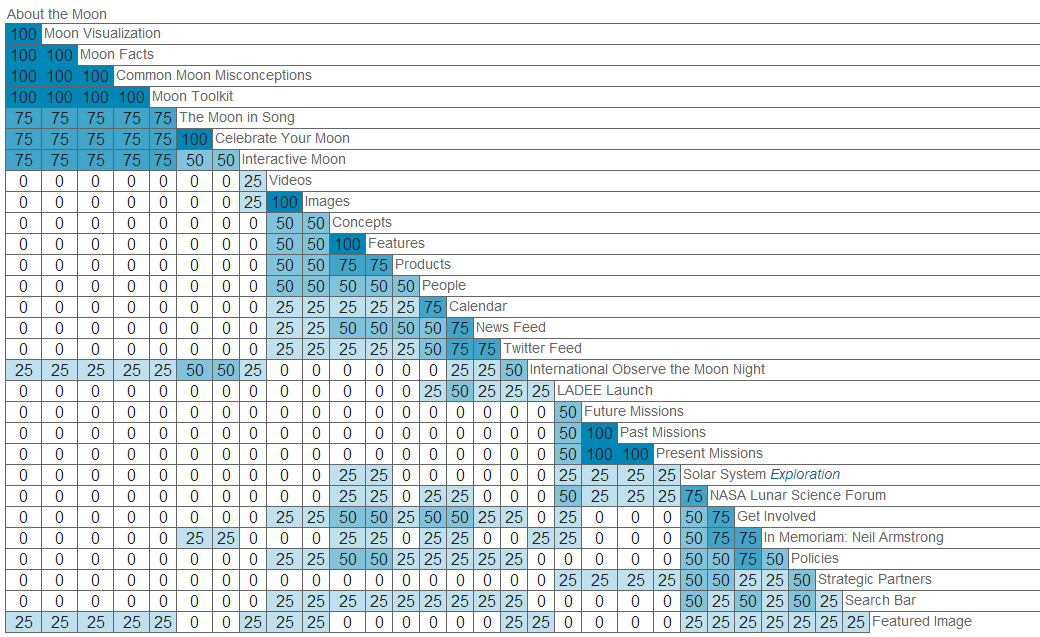 About the Moon
100 Moon Visualization
100 100 Moon Facts
100 100 100 Common Moon Misconceptions
100 100 100 100 Moon Toolkit
75 75 75 75 75 The Moon in Song
75 75 75 75 75 100 Celebrate Your Moon
75 75 75 75 75 50 50 Interactive Moon
0 0 0 0 0 0 0 25 Videos
0 0 0 0 0 0 0 25 100 Images
0 0 0 0 0 0 0 0 50 50 Concepts
0 0 0 0 0 0 0 0 50 50 100 Features
0 0 0 0 0 0 0 0 50 50 75 75 Products
0 0 0 0 0 0 0 0 50 50 50 50 50 People
0 0 0 0 0 0 0 0 25 25 25 25 25 75 Calendar
0 0 0 0 0 0 0 0 25 25 50 50 50 50 75 News Feed
0 0 0 0 0 0 0 0 25 25 25 25 25 50 75 75 Twitter Feed
25 25 25 25 25 50 50 25 0 0 0 0 0 0 25 25 50 International Observe the Moon Night
0 0 0 0 0 0 0 0 0 0 0 0 0 25 50 25 25 25 LADEE Launch
0 0 0 0 0 0 0 0 0 0 0 0 0 0 0 0 0 0 50 Future Missions
0 0 0 0 0 0 0 0 0 0 0 0 0 0 0 0 0 0 50 100 Past Missions
0 0 0 0 0 0 0 0 0 0 0 0 0 0 0 0 0 0 50 100 100 Present Missions
0 0 0 0 0 0 0 0 0 0 25 25 0 0 0 0 0 0 25 25 25 25 Solar System Exploration
0 0 0 0 0 0 0 0 0 0 25 25 0 25 25 0 0 0 50 25 25 25 75 NASA Lunar Science Forum
0 0 0 0 0 0 0 0 25 25 50 50 25 50 50 25 25 0 25 0 0 0 50 75 Get Involved
0 0 0 0 0 25 25 0 0 0 25 25 0 25 0 0 0 25 25 0 0 0 50 75 75 In Memoriam: Neil Armstrong
0 0 0 0 0 0 0 0 25 25 50 50 25 25 25 25 25 0 0 0 0 0 50 50 75 50 Policies
0 0 0 0 0 0 0 0 0 0 0 0 0 0 0 0 0 0 25 25 25 25 50 50 25 25 50 Strategic Partners
0 0 0 0 0 0 0 0 25 25 25 25 25 25 25 25 25 0 0 0 0 0 50 25 50 25 50 25 Search Bar
25 25 25 25 25 0 0 25 25 25 0 0 0 0 0 0 25 25 0 0 0 0 25 25 25 25 25 25 25 Featured Image